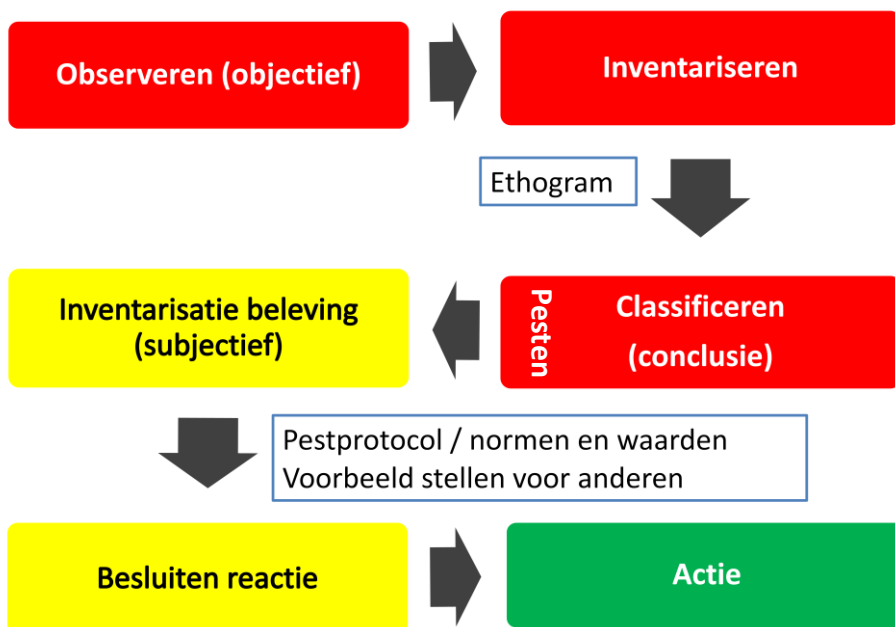 Observeren (objectief)
Inventariseren
Ethogram
Pesten
Classificeren
(conclusie)
Inventarisatie beleving
(subjectief)
Pestprotocol / normen en waarden
Voorbeeld stellen voor anderen
Besluiten reactie
Actie